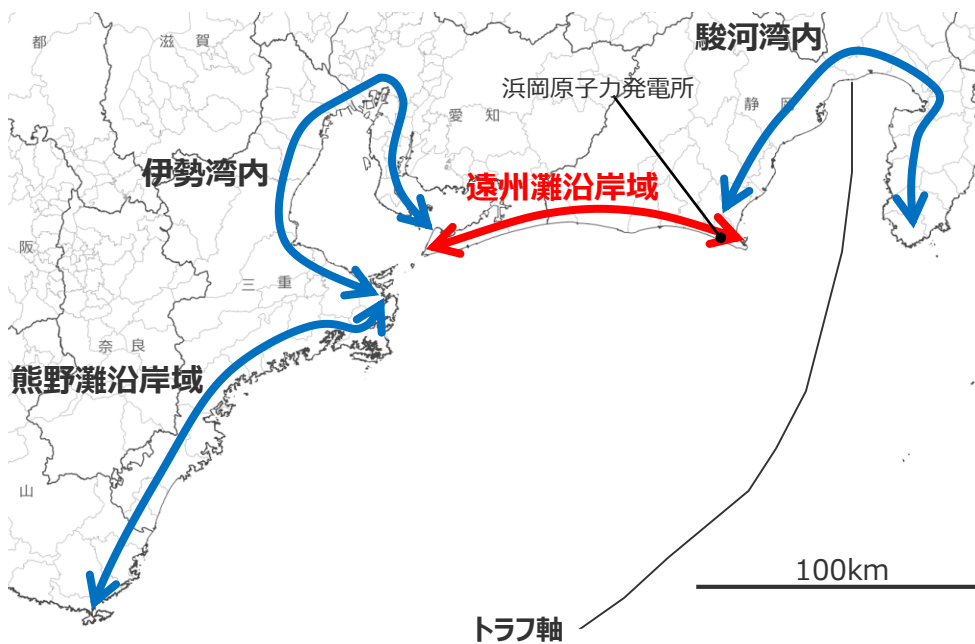 駿河湾内
都
滋 賀
浜岡原子力発電所
静 岡
愛 知
伊勢湾内
遠州灘沿岸域
阪
三 重
奈 良
熊野灘沿岸域
山
100km
トラフ軸